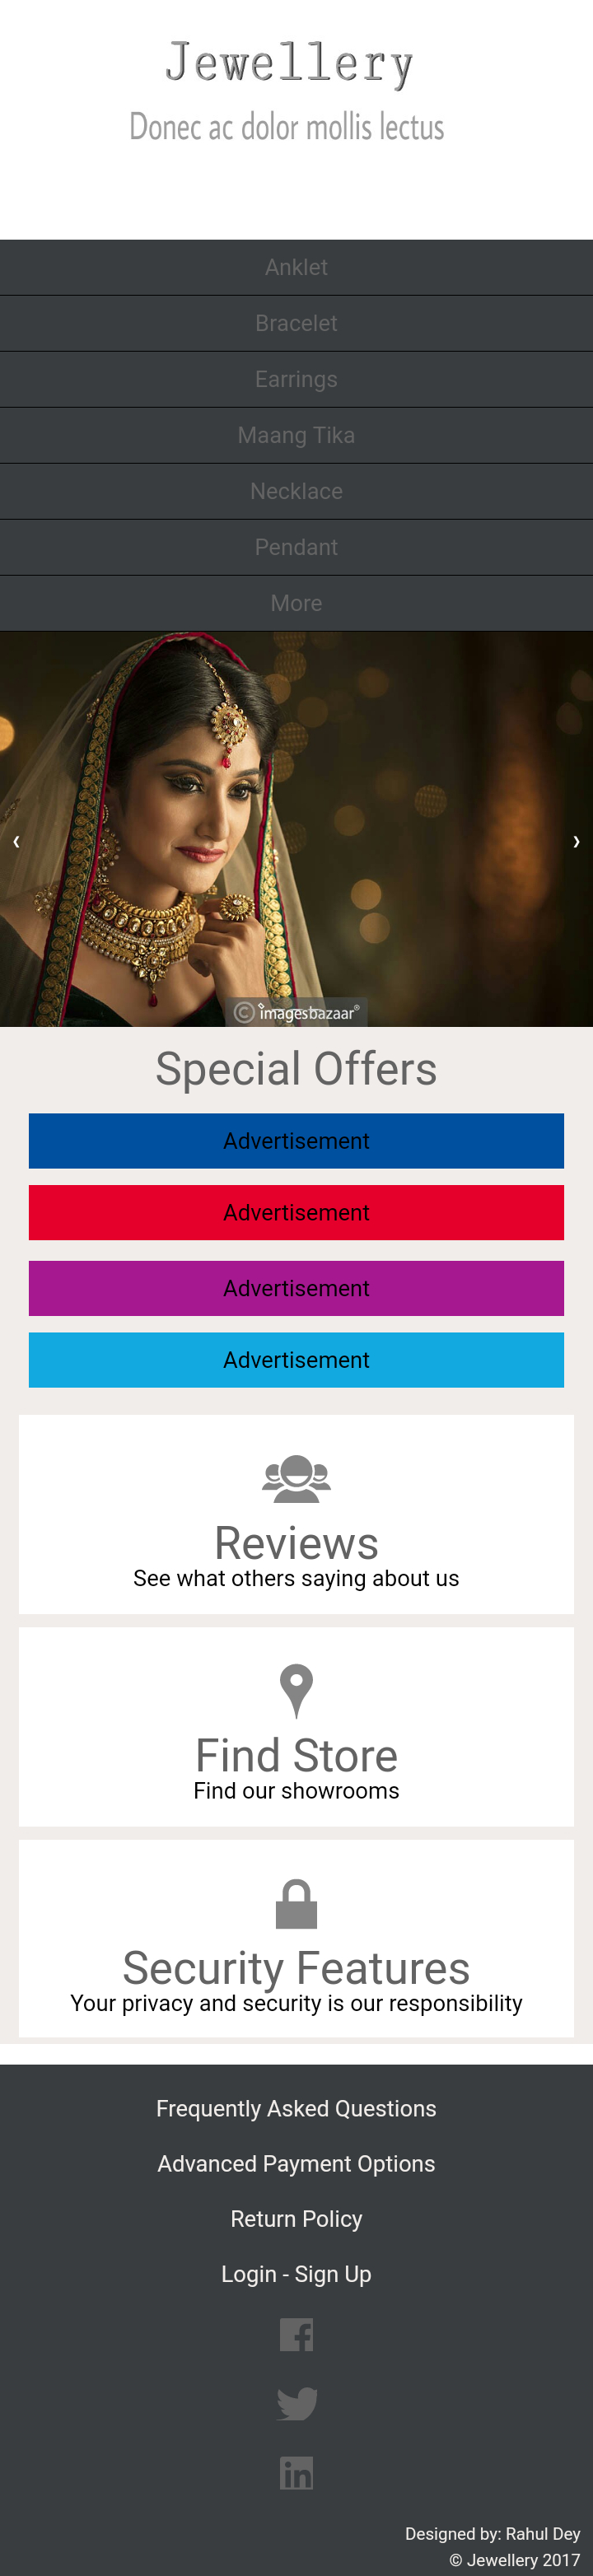 Jewellery
Donec ac dolor mollis lectus
Anklet
Bracelet
Earrings
Maang Tika
Necklace
Pendant
More
❮ ❯
© imagesbazaar®
Special Offers
Advertisement
Advertisement
Advertisement
Advertisement
Reviews
See what others saying about us
Find Store
Find our showrooms
Security Features
Your privacy and security is our responsibility
Frequently Asked Questions
Advanced Payment Options
Return Policy
Login - Sign Up
Designed by: Rahul Dey
© Jewellery 2017